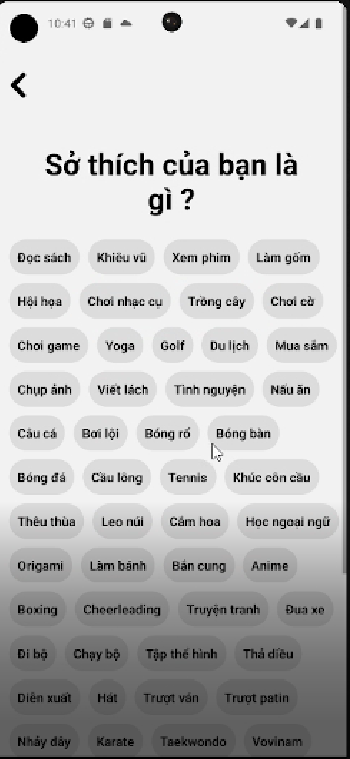 10:41
Sở thích của bạn là
gì ?
Đọc sách Khiêu vũ Xem phim Làm gốm
Hội họa Chơi nhạc cụ Trồng cây Chơi cờ
Chơi game Yoga Golf Du lịch Mua sắm
Chụp ảnh Viết lách Tình nguyện Nấu ăn
Câu cá Bơi lội Bóng rổ Bóng bàn
Bóng đá Cầu lông Tennis Khúc côn cầu
Thêu thùa Leo núi Cắm hoa Học ngoại ngữ
Origami Làm bánh Bắn cung Anime
Boxing Cheerleading Truyện tranh Đua xe
Đi bộ Chạy bộ Tập thể hình Thả diều
Diễn xuất Hát Trượt ván Trượt patin
Nhảy dây Karate Taekwondo Vovinam